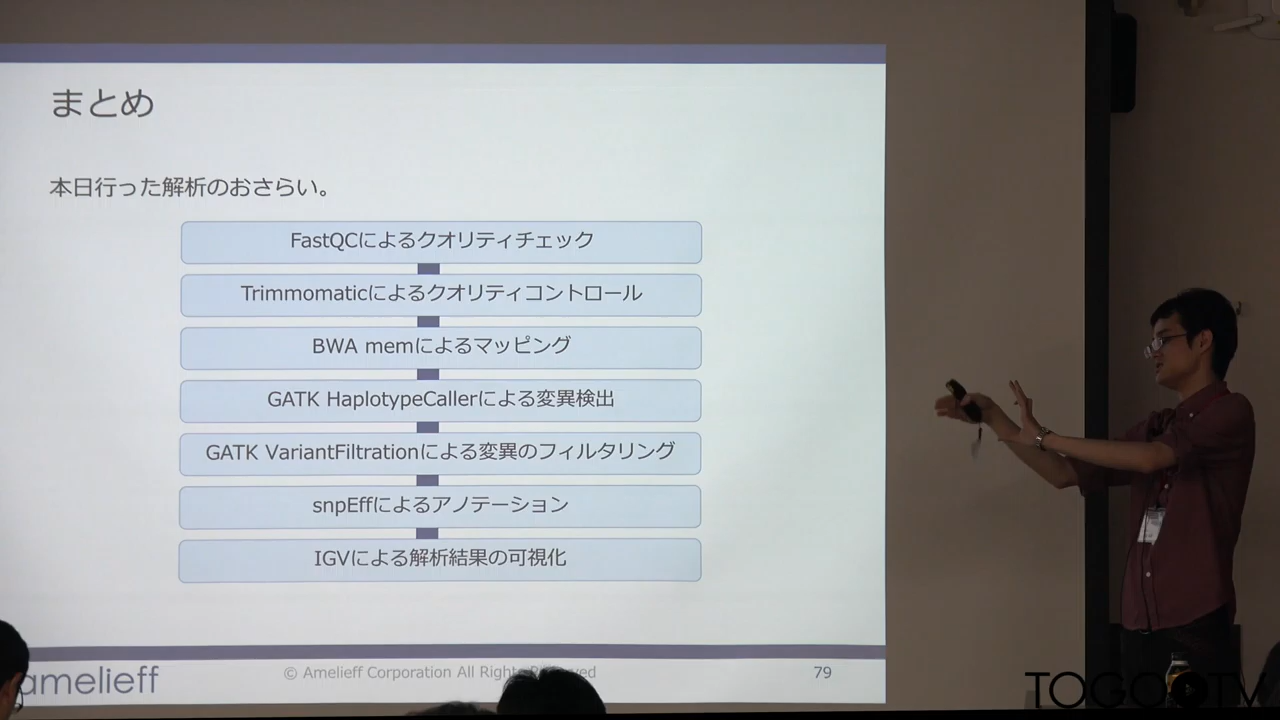 まとめ
本日行った解析のおさらい。
FastQCによるクオリティチェック
Trimmomaticによるクオリティコントロール
BWA memによるマッピング
GATK HaplotypeCallerによる変異検出
GATK VariantFiltrationによる変異のフィルタリング
snpEffによるアノテーション
IGVによる解析結果の可視化
amelieff
© Amelieff Corporation All Rights Reserved
79
TOGO TV